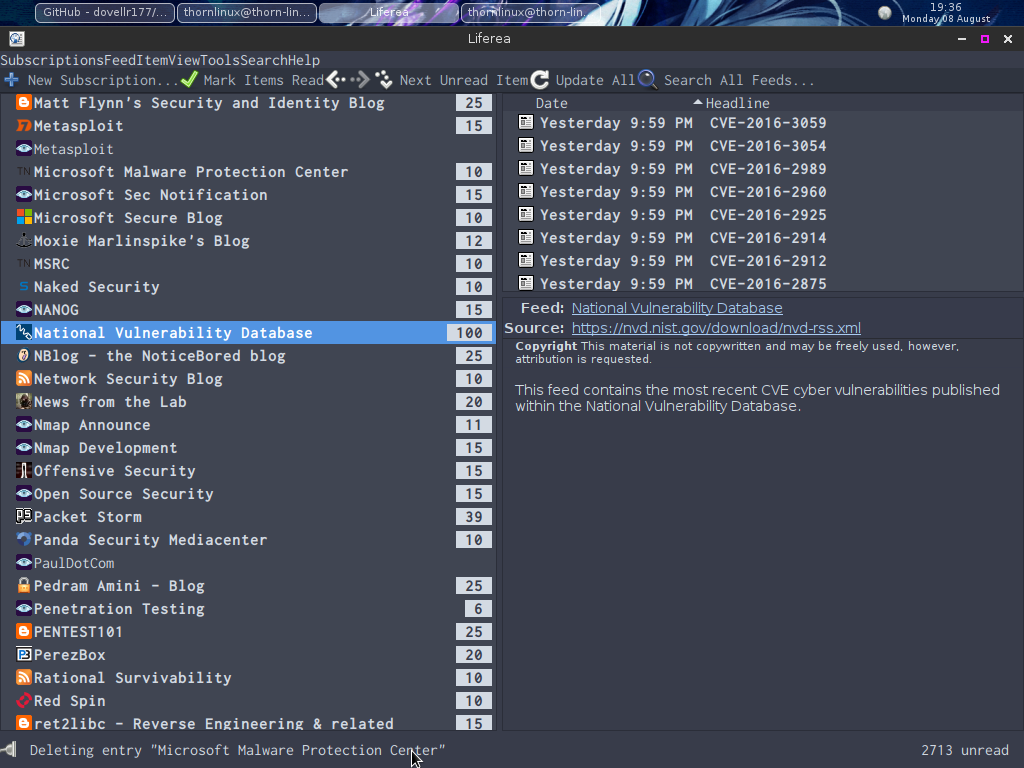 GitHub - dovellr177/...
thornlinux@thorn-lin...
Liferea
thornlinux@thorn-lin...
19:36
Monday 08 August
Liferea
Subscriptions Feed Item View Tools Search Help
New Subscription... Mark Items Read Next Unread Item Update All Search All Feeds...
Matt Flynn's Security and Identity Blog 25
Metasploit 15
Metasploit
TN Microsoft Malware Protection Center 10
Microsoft Sec Notification 15
Microsoft Secure Blog 10
Moxie Marlinspike's Blog 12
TN MSRC 10
S Naked Security 10
NANOG 15
National Vulnerability Database 100
NBlog - the NoticeBored blog 25
Network Security Blog 10
News from the Lab 20
Nmap Announce 11
Nmap Development 15
Offensive Security 15
Open Source Security 15
Packet Storm 39
Panda Security Mediacenter 10
PaulDotCom
Pedram Amini - Blog 25
Penetration Testing 6
PENTEST101 25
PerezBox 20
Rational Survivability 10
Red Spin 10
ret2libc - Reverse Engineering & related 15
Date Headline
Yesterday 9:59 PM CVE-2016-3059
Yesterday 9:59 PM CVE-2016-3054
Yesterday 9:59 PM CVE-2016-2989
Yesterday 9:59 PM CVE-2016-2960
Yesterday 9:59 PM CVE-2016-2925
Yesterday 9:59 PM CVE-2016-2914
Yesterday 9:59 PM CVE-2016-2912
Yesterday 9:59 PM CVE-2016-2875
Feed: National Vulnerability Database
Source: https://nvd.nist.gov/download/nvd-rss.xml
Copyright This material is not copywritten and may be freely used, however,
attribution is requested.
This feed contains the most recent CVE cyber vulnerabilities published
within the National Vulnerability Database.
Deleting entry "Microsoft Malware Protection Center"
2713 unread